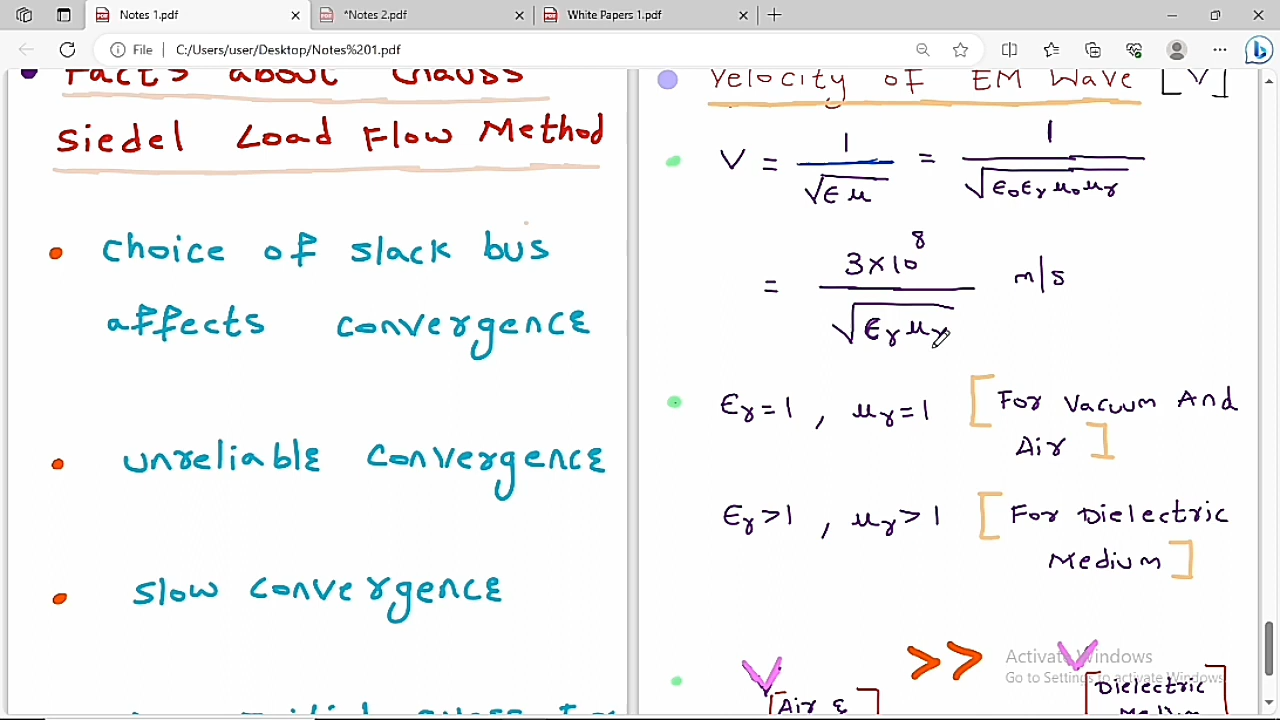 Notes 1.pdf
*Notes 2.pdf
White Papers 1.pdf
File
C:/Users/user/Desktop/Notes%201.pdf
Facts about Gauss
Siedel Load Flow Method
choice of slack bus
affects convergence
unreliable convergence
slow convergence
Velocity of EM Wave [V]
V = 1/√ϵμ = 1/√ϵ₀ϵᵣμ₀μᵣ
= 3×10⁸/√ϵᵣμᵣ m/s
ϵᵣ=1 , μᵣ=1 [For Vacuum And
Air]
ϵᵣ>1 , μᵣ>1 [For Dielectric
Medium]
V >> V
[Air & [Dielectric
Medium
Activate Windows
Go to Settings to activate Windows.